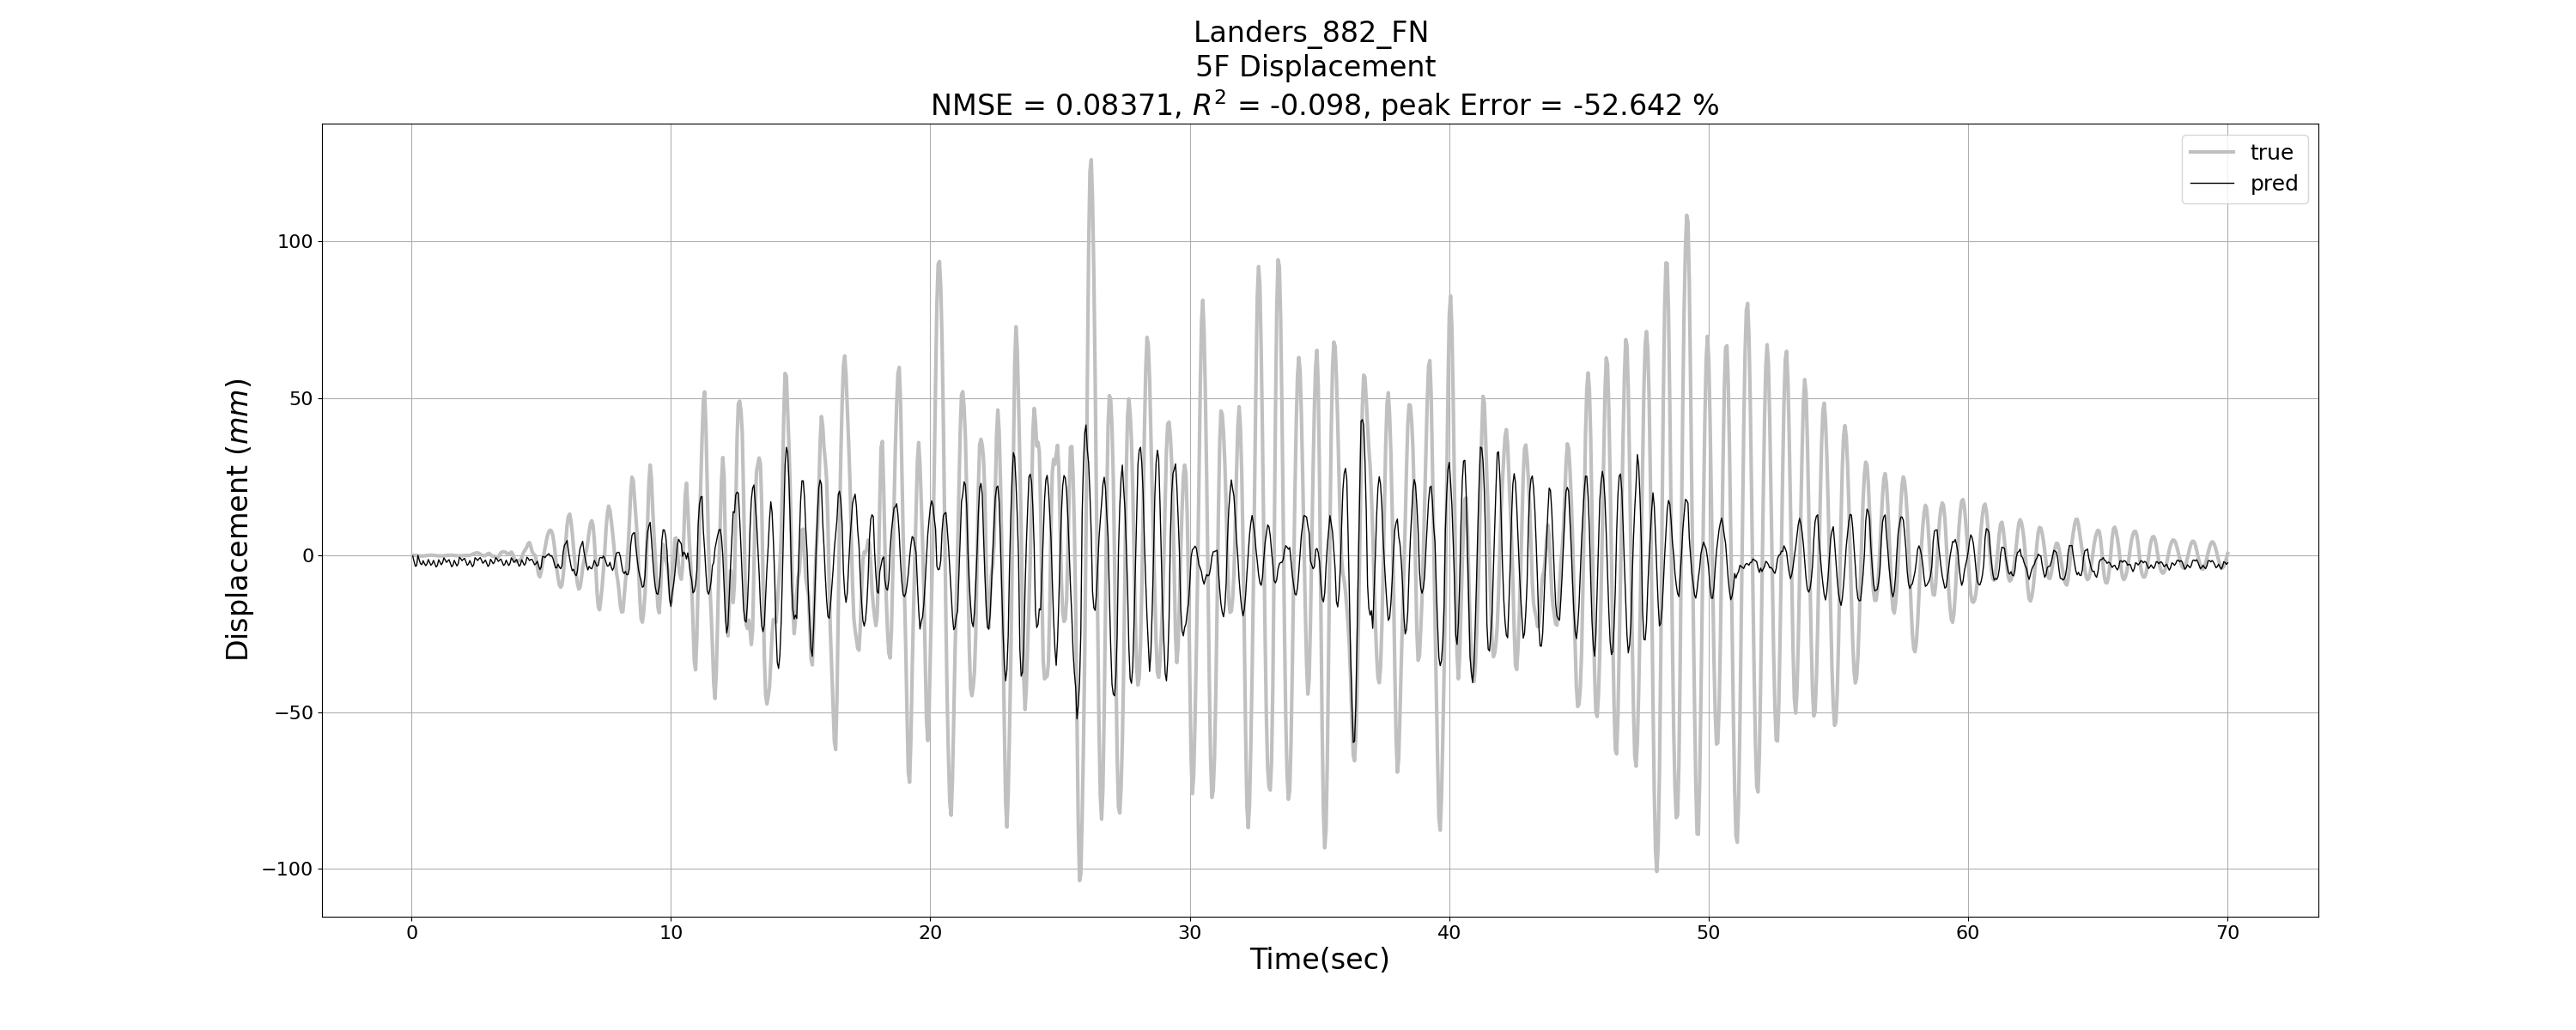 Landers_882_FN
5F Displacement
NMSE = 0.08371, R² = -0.098, peak Error = -52.642 %
true
pred
Displacement (mm)
100
50
0
−50
−100
0 10 20 30 40 50 60 70
Time(sec)